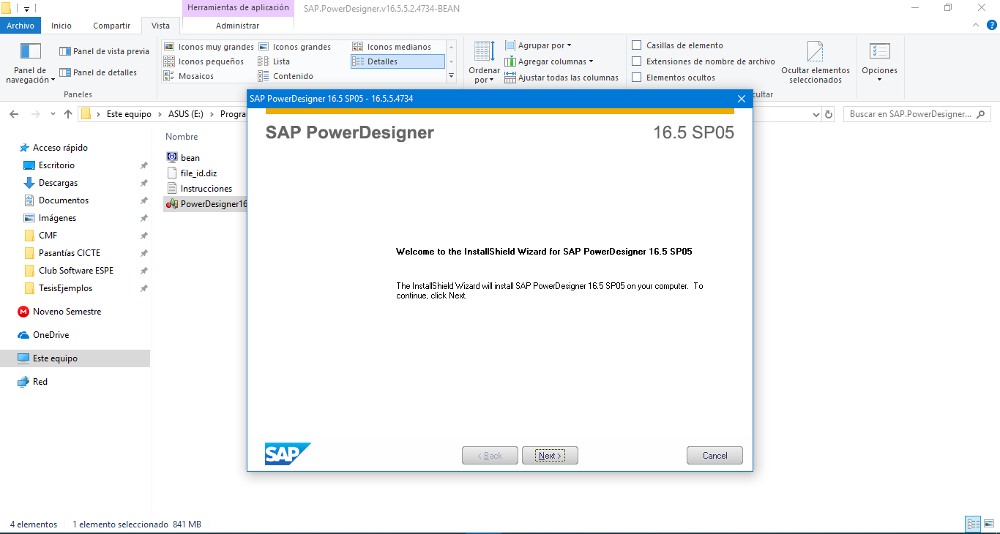 Herramientas de aplicación
SAP.PowerDesigner.v16.5.5.2.4734-BEAN
Archivo
Inicio
Compartir
Vista
Administrar
Panel de navegación
Panel de vista previa
Panel de detalles
Paneles
Iconos muy grandes
Iconos grandes
Iconos medianos
Iconos pequeños
Lista
Detalles
Mosaicos
Contenido
Ordenar por
Agrupar por
Agregar columnas
Ajustar todas las columnas
Casillas de elemento
Extensiones de nombre de archivo
Elementos ocultos
Ocultar elementos seleccionados
Opciones
cultar
Este equipo
ASUS (E:)
Progra
Buscar en SAP.PowerDesigner...
Acceso rápido
Escritorio
Descargas
Documentos
Imágenes
CMF
Pasantías CICTE
Club Software ESPE
TesisEjemplos
Noveno Semestre
OneDrive
Este equipo
Red
Nombre
bean
file_id.diz
Instrucciones
PowerDesigner16
SAP PowerDesigner 16.5 SP05 - 16.5.5.4734
SAP PowerDesigner
16.5 SP05
Welcome to the InstallShield Wizard for SAP PowerDesigner 16.5 SP05
The InstallShield Wizard will install SAP PowerDesigner 16.5 SP05 on your computer. To
continue, click Next.
SAP
< Back
Next >
Cancel
4 elementos
1 elemento seleccionado 841 MB